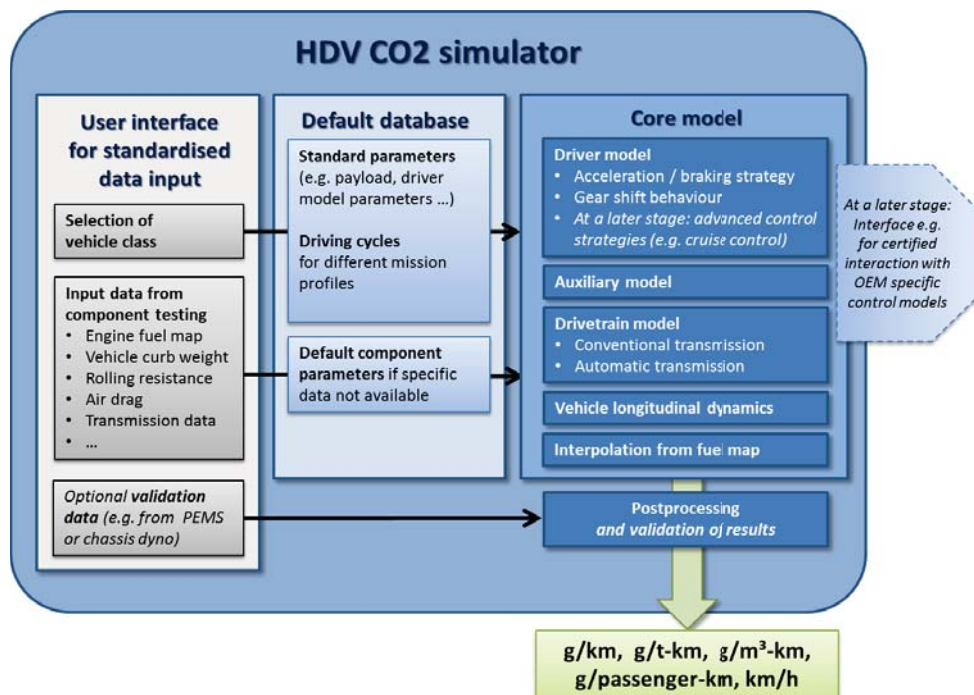 HDV CO2 simulator
User interface
for standardised
data input
Selection of
vehicle class
Input data from
component testing
• Engine fuel map
• Vehicle curb weight
• Rolling resistance
• Air drag
• Transmission data
• ...
Optional validation
data (e.g. from PEMS
or chassis dyno)
Default database
Standard parameters
(e.g. payload, driver
model parameters ...)
Driving cycles
for different mission
profiles
Default component
parameters if specific
data not available
Core model
Driver model
• Acceleration / braking strategy
• Gear shift behaviour
• At a later stage: advanced control
strategies (e.g. cruise control)
Auxiliary model
Drivetrain model
• Conventional transmission
• Automatic transmission
Vehicle longitudinal dynamics
Interpolation from fuel map
Postprocessing
and validation of results
At a later stage:
Interface e.g.
for certified
interaction with
OEM specific
control models
g/km, g/t-km, g/m³-km,
g/passenger-km, km/h